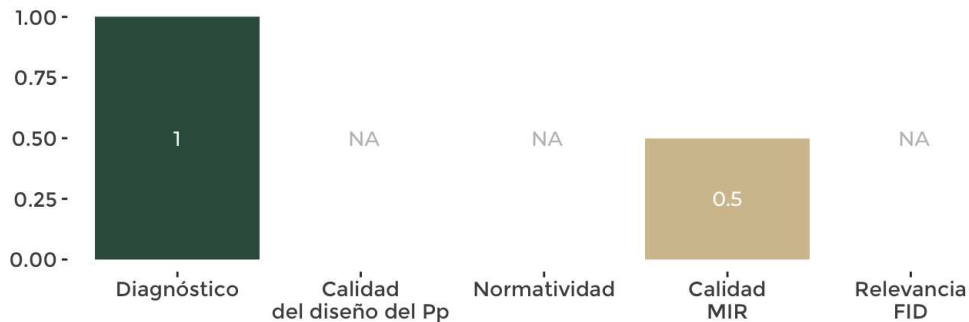 1.00
0.75
0.50
0.25
0.00
1
NA
NA
0.5
NA
Diagnóstico
Calidad
del diseño del Pp
Normatividad
Calidad
MIR
Relevancia
FID